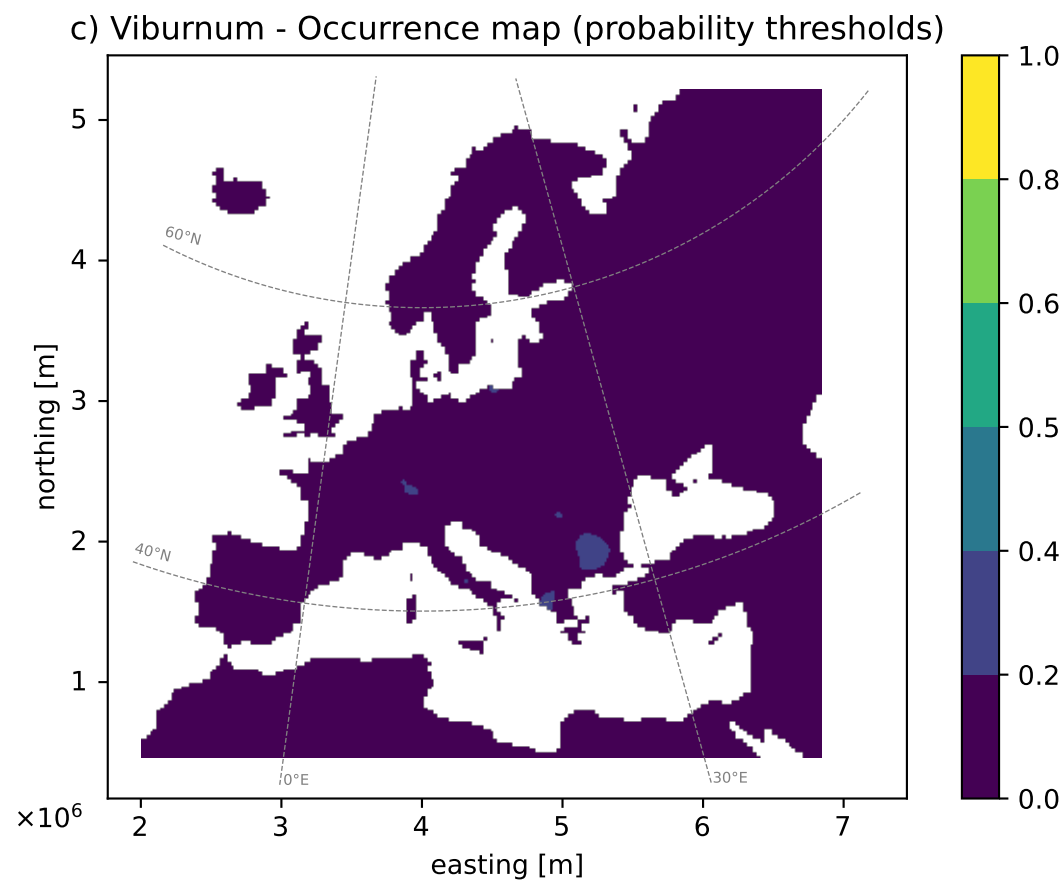 c) Viburnum - Occurrence map (probability thresholds)
1.0
5
60°N
0.8
4
0.6
northing [m]
3
0.5
40°N
2
0.4
1
0.2
0°E
30°E
0.0
×10⁶
2 3 4 5 6 7
easting [m]